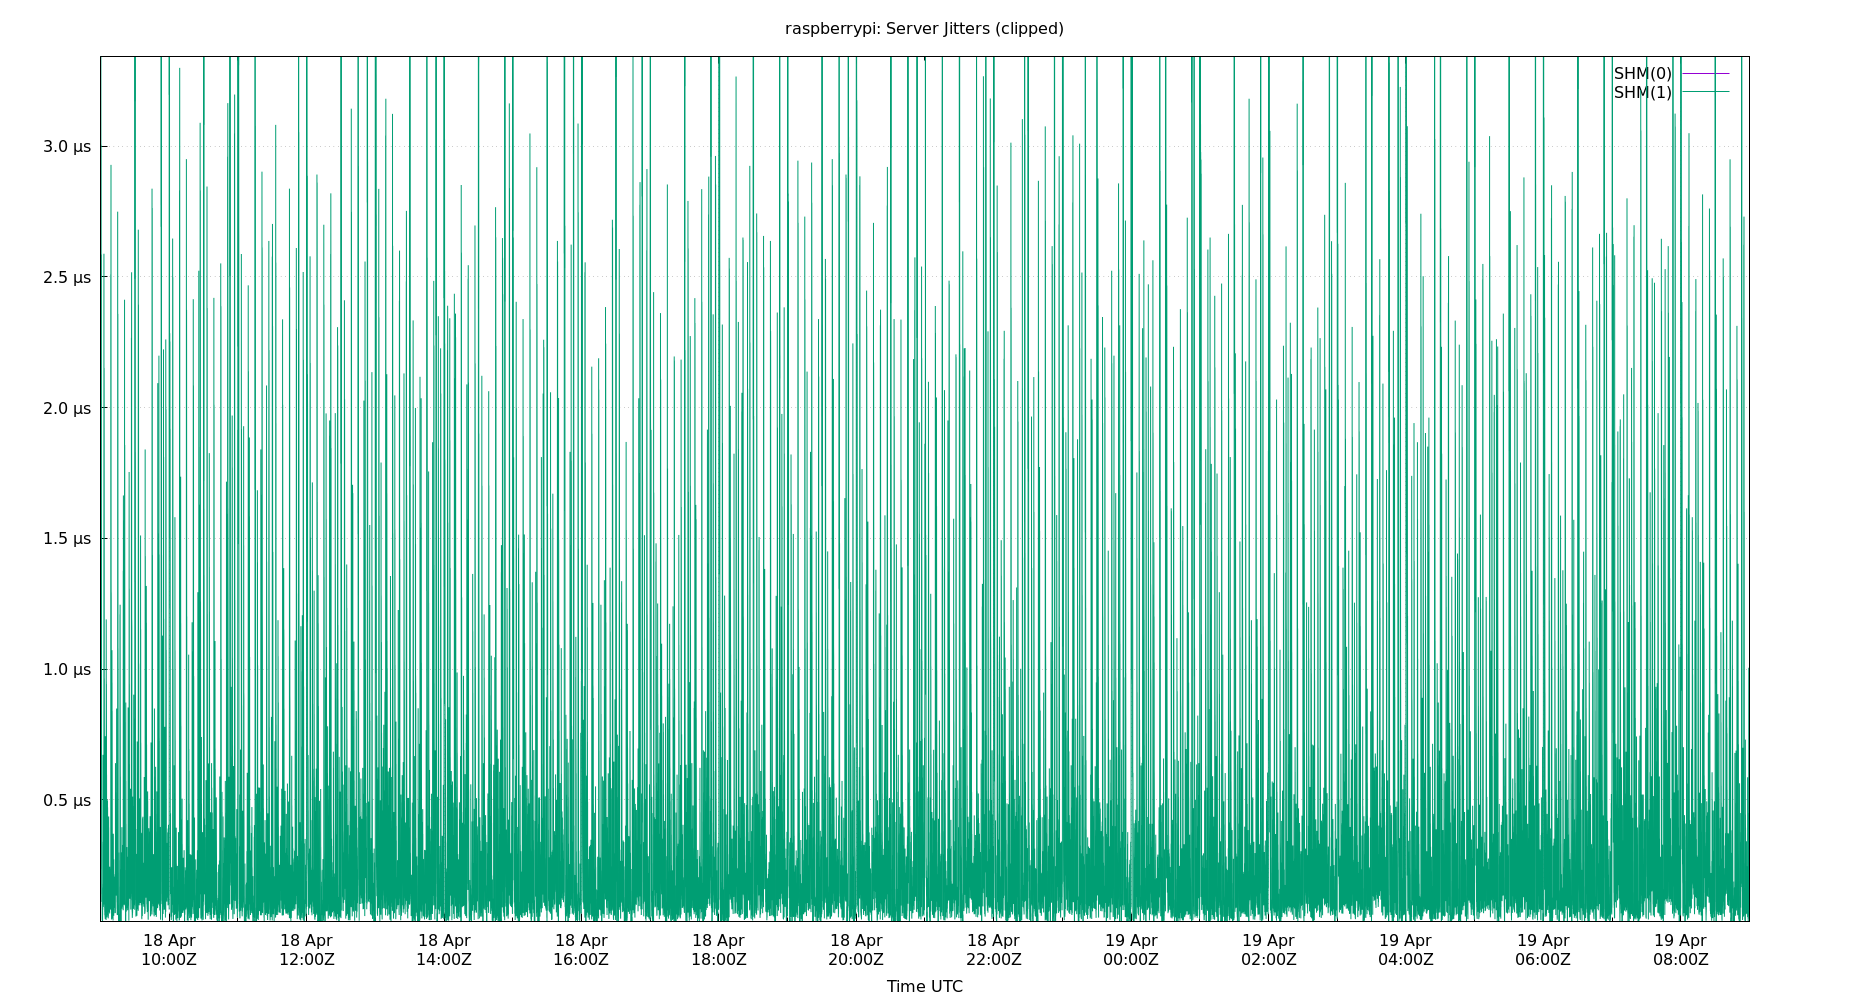 raspberrypi: Server Jitters (clipped)
SHM(0)
SHM(1)
3.0 µs
2.5 µs
2.0 µs
1.5 µs
1.0 µs
0.5 µs
18 Apr 18 Apr 18 Apr 18 Apr 18 Apr 18 Apr 18 Apr 19 Apr 19 Apr 19 Apr 19 Apr 19 Apr
10:00Z 12:00Z 14:00Z 16:00Z 18:00Z 20:00Z 22:00Z 00:00Z 02:00Z 04:00Z 06:00Z 08:00Z
Time UTC